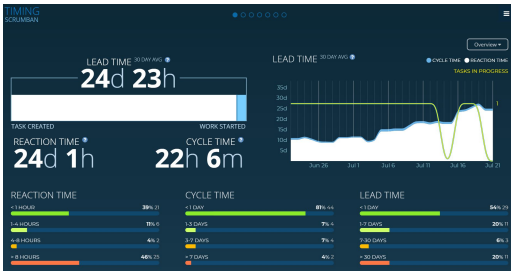 TIMING
SCRUMBAN
Overview
LEAD TIME 30 DAY AVG ?
24d 23h
TASK CREATED WORK STARTED
REACTION TIME ?
24d 1h
CYCLE TIME ?
22h 6m
LEAD TIME 30 DAY AVG ?
CYCLE TIME REACTION TIME
TASKS IN PROGRESS
35d
30d
25d
20d
15d
10d
5d
1
Jun 26 Jul 1 Jul 6 Jul 11 Jul 16 Jul 21
REACTION TIME
< 1 HOUR 39% 21
1-4 HOURS 11% 6
4-8 HOURS 4% 2
> 8 HOURS 46% 25
CYCLE TIME
< 1 DAY 81% 44
1-3 DAYS 7% 4
3-7 DAYS 7% 4
< 7 DAYS 4% 2
LEAD TIME
< 1 DAY 54% 29
1-7 DAYS 20% 11
7-30 DAYS 6% 3
> 30 DAYS 20% 11